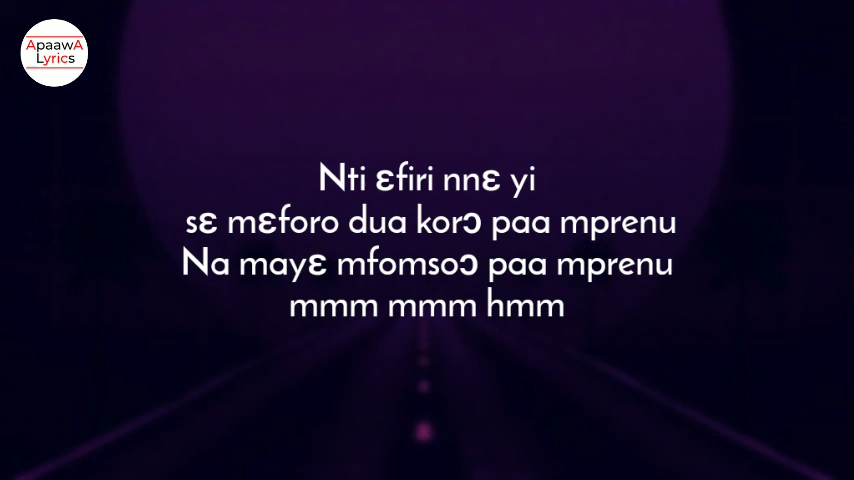 ApaawA
Lyrics
Nti ɛfiri nnɛ yi
sɛ mɛforo dua korɔ paa mprenu
Na mayɛ mfomsoɔ paa mprenu
mmm mmm hmm